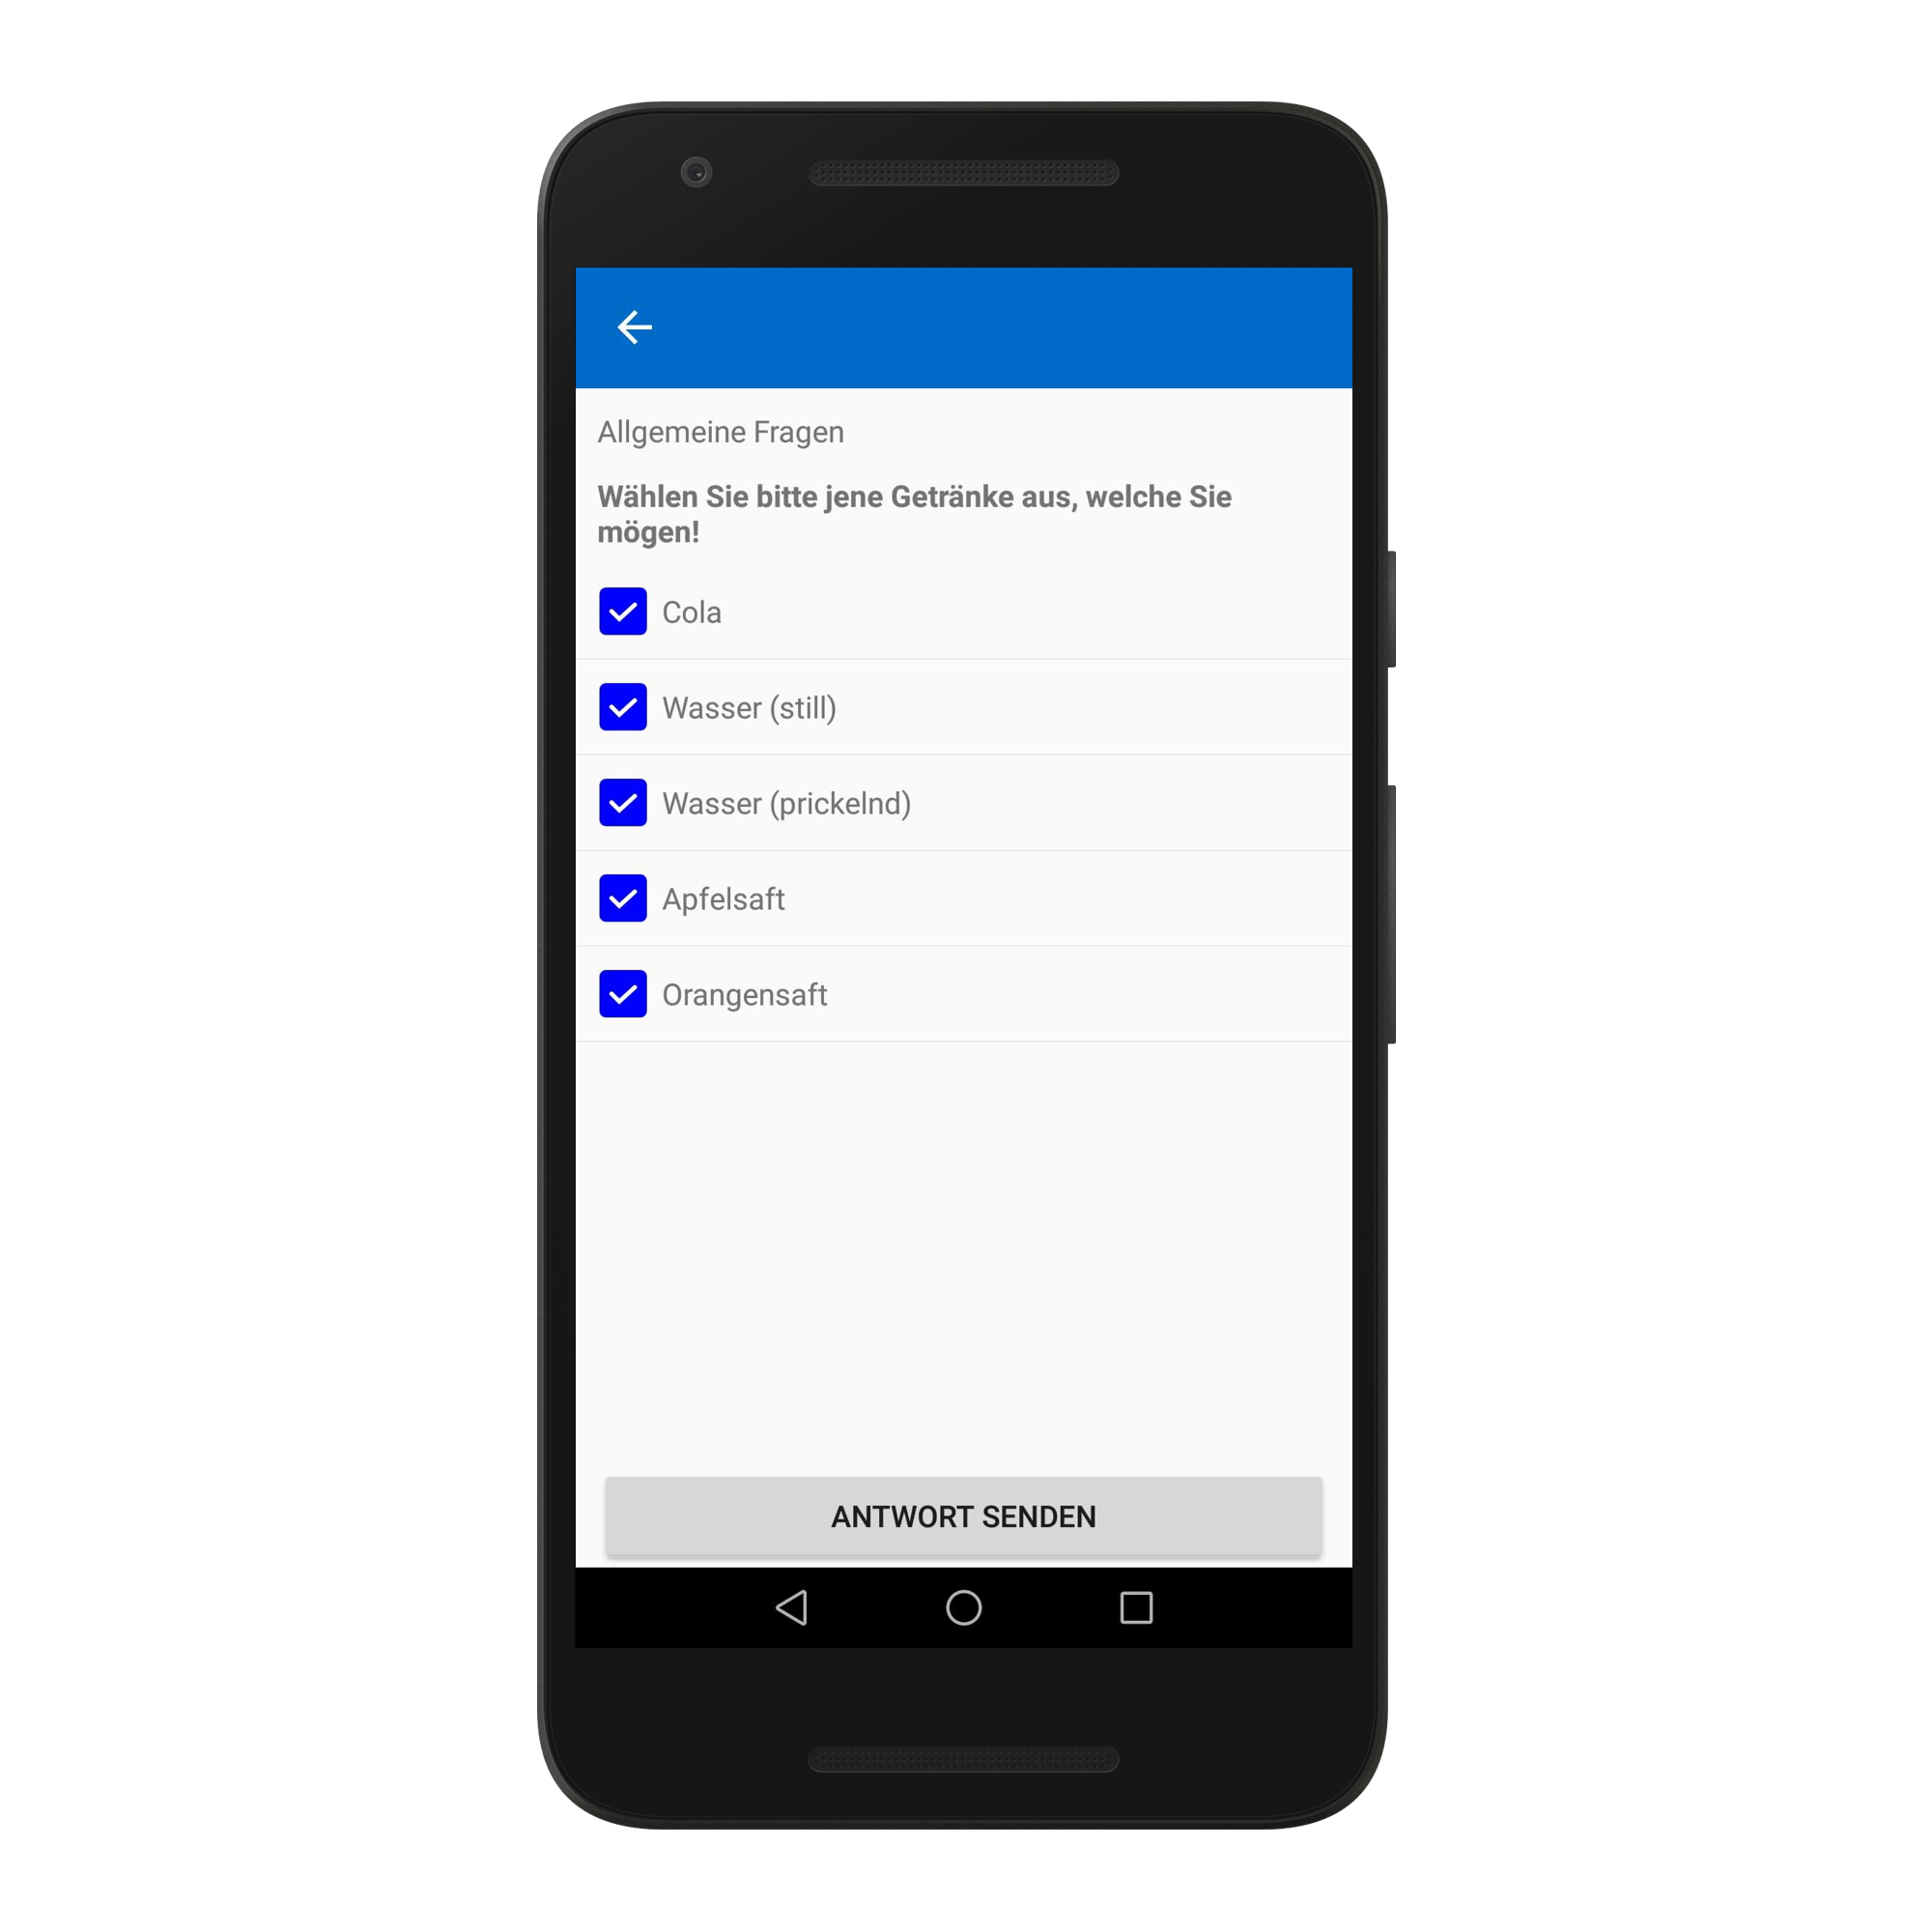 Allgemeine Fragen
Wählen Sie bitte jene Getränke aus, welche Sie
mögen!
Cola
Wasser (still)
Wasser (prickelnd)
Apfelsaft
Orangensaft
ANTWORT SENDEN